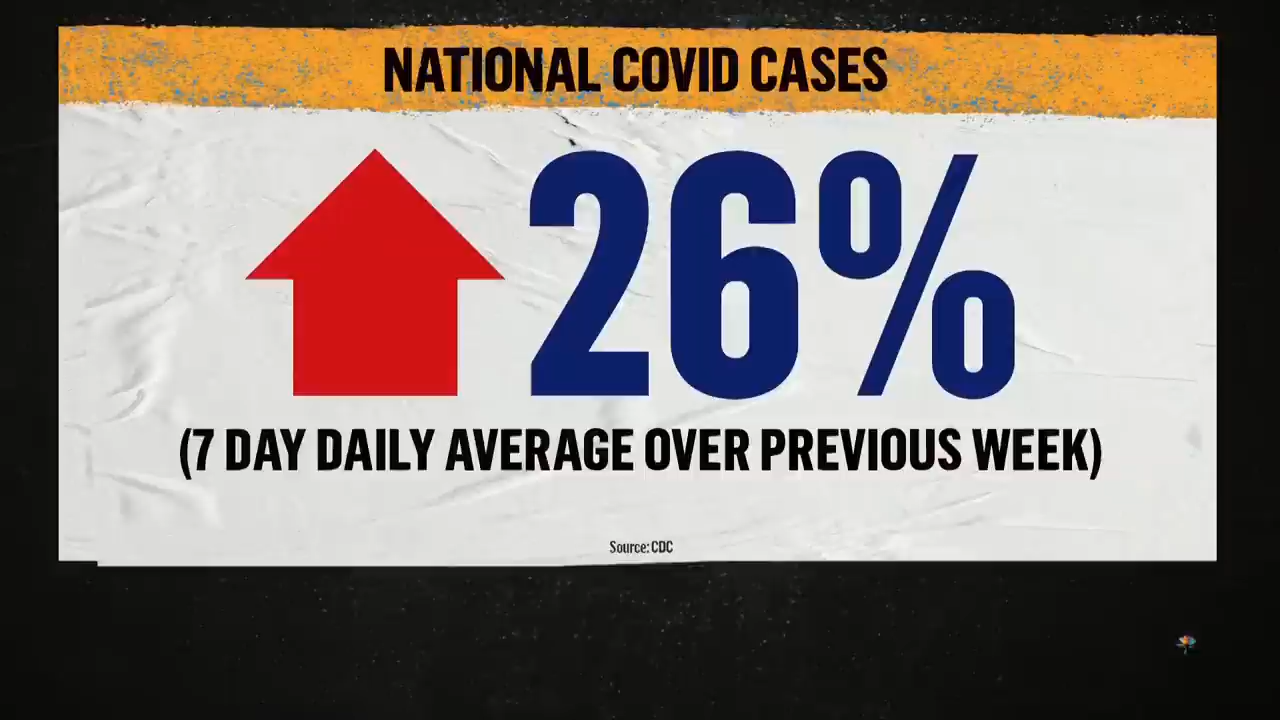 NATIONAL COVID CASES
26%
(7 DAY DAILY AVERAGE OVER PREVIOUS WEEK)
Source: CDC